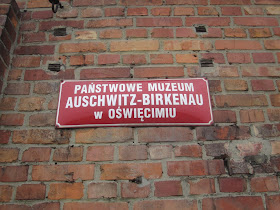 PAŃSTWOWE MUZEUM
AUSCHWITZ-BIRKENAU
W OŚWIĘCIMIU